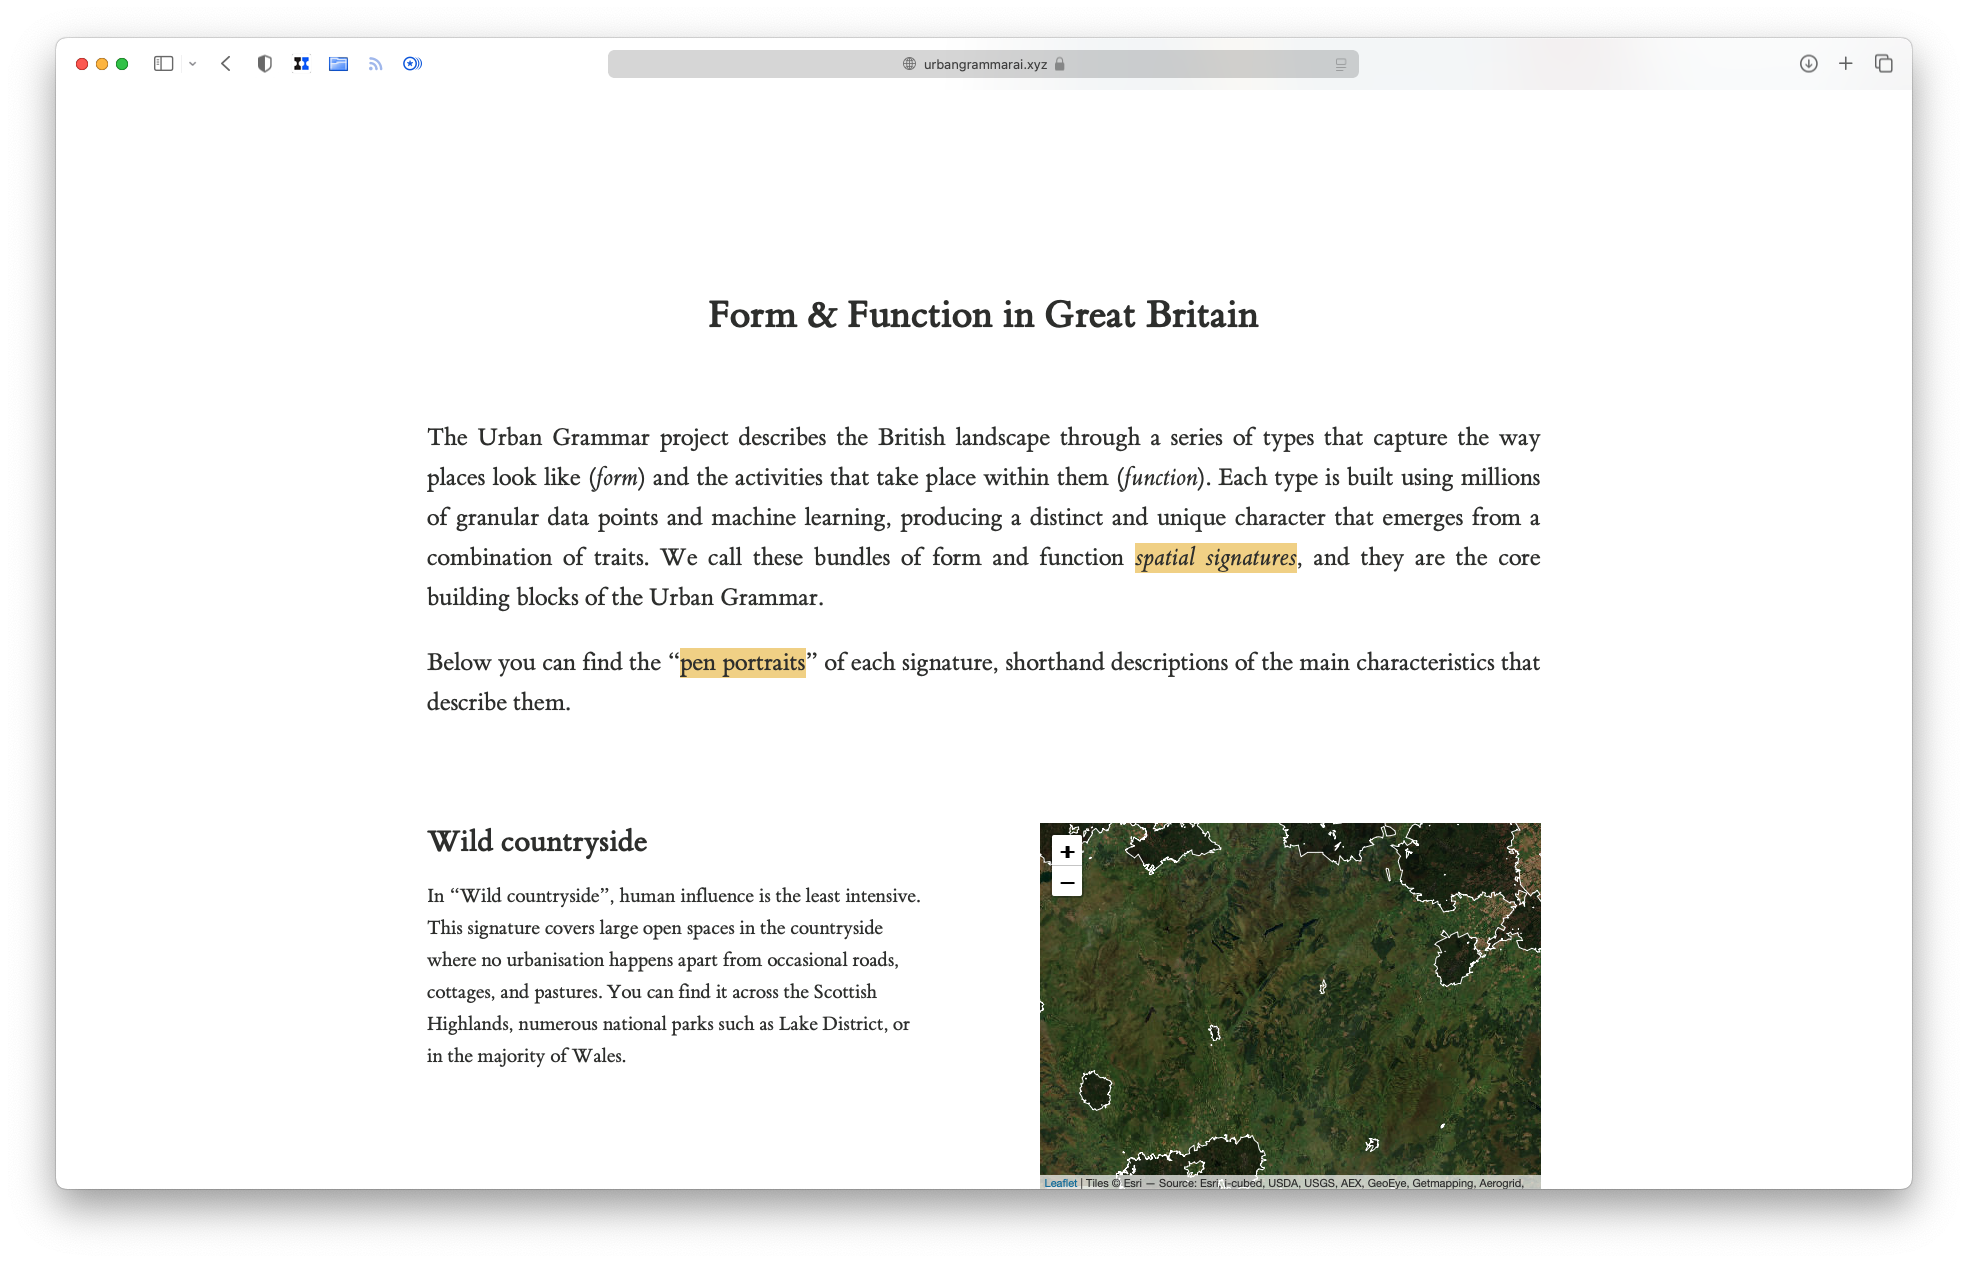 urbangrammarai.xyz
Form & Function in Great Britain
The Urban Grammar project describes the British landscape through a series of types that capture the way
places look like (form) and the activities that take place within them (function). Each type is built using millions
of granular data points and machine learning, producing a distinct and unique character that emerges from a
combination of traits. We call these bundles of form and function spatial signatures, and they are the core
building blocks of the Urban Grammar.
Below you can find the “pen portraits” of each signature, shorthand descriptions of the main characteristics that
describe them.
Wild countryside
In “Wild countryside”, human influence is the least intensive.
This signature covers large open spaces in the countryside
where no urbanisation happens apart from occasional roads,
cottages, and pastures. You can find it across the Scottish
Highlands, numerous national parks such as Lake District, or
in the majority of Wales.
+
−
Leaflet | Tiles © Esri — Source: Esri, i-cubed, USDA, USGS, AEX, GeoEye, Getmapping, Aerogrid,